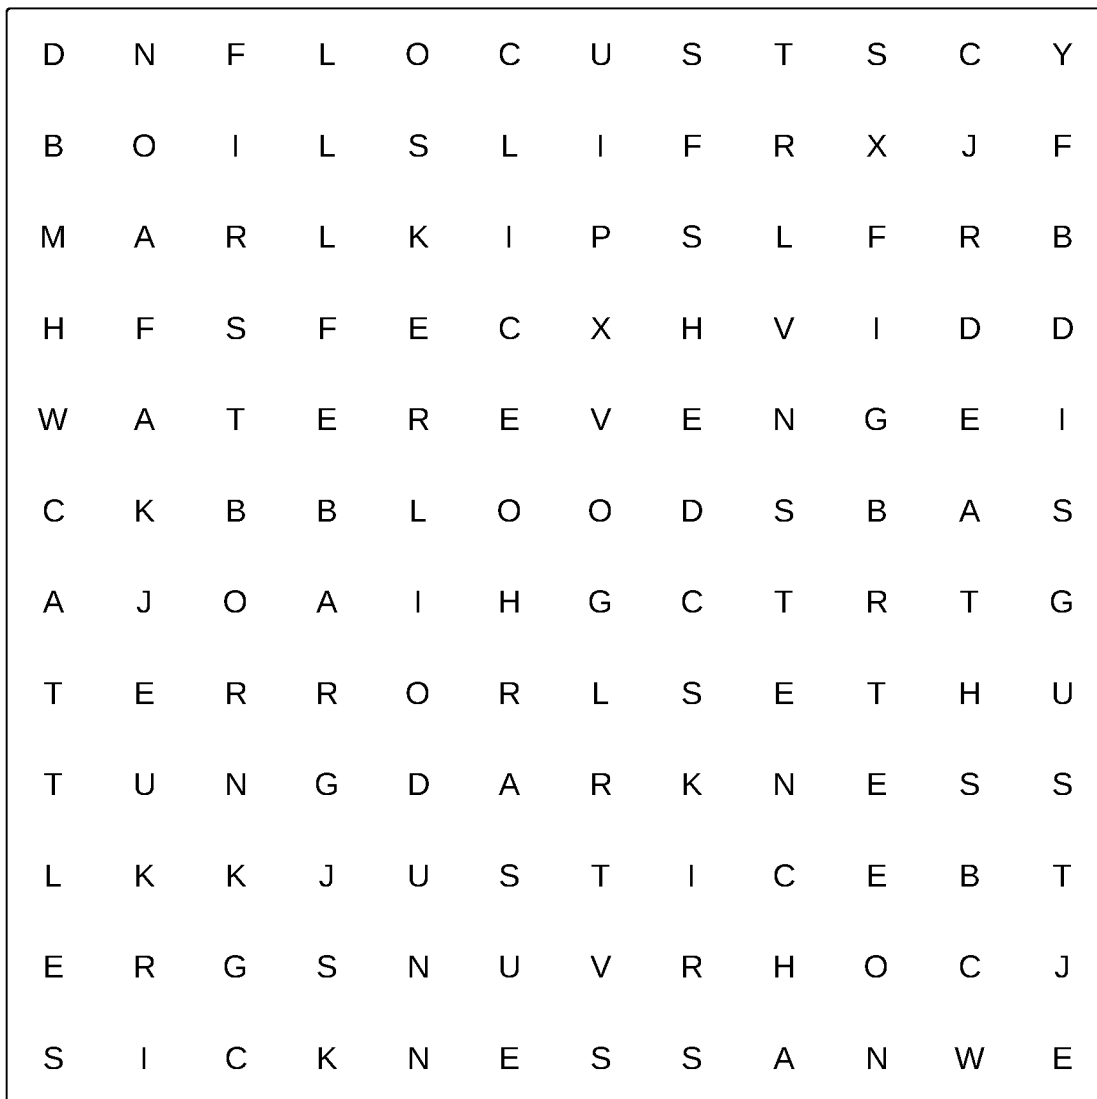 D N F L O C U S T S C Y
B O I L S L I F R X J F
M A R L K I P S L F R B
H F S F E C X H V I D D
W A T E R E V E N G E I
C K B B L O O D S B A S
A J O A I H G C T R T G
T E R R O R L S E T H U
T U N G D A R K N E S S
L K K J U S T I C E B T
E R G S N U V R H O C J
S I C K N E S S A N W E